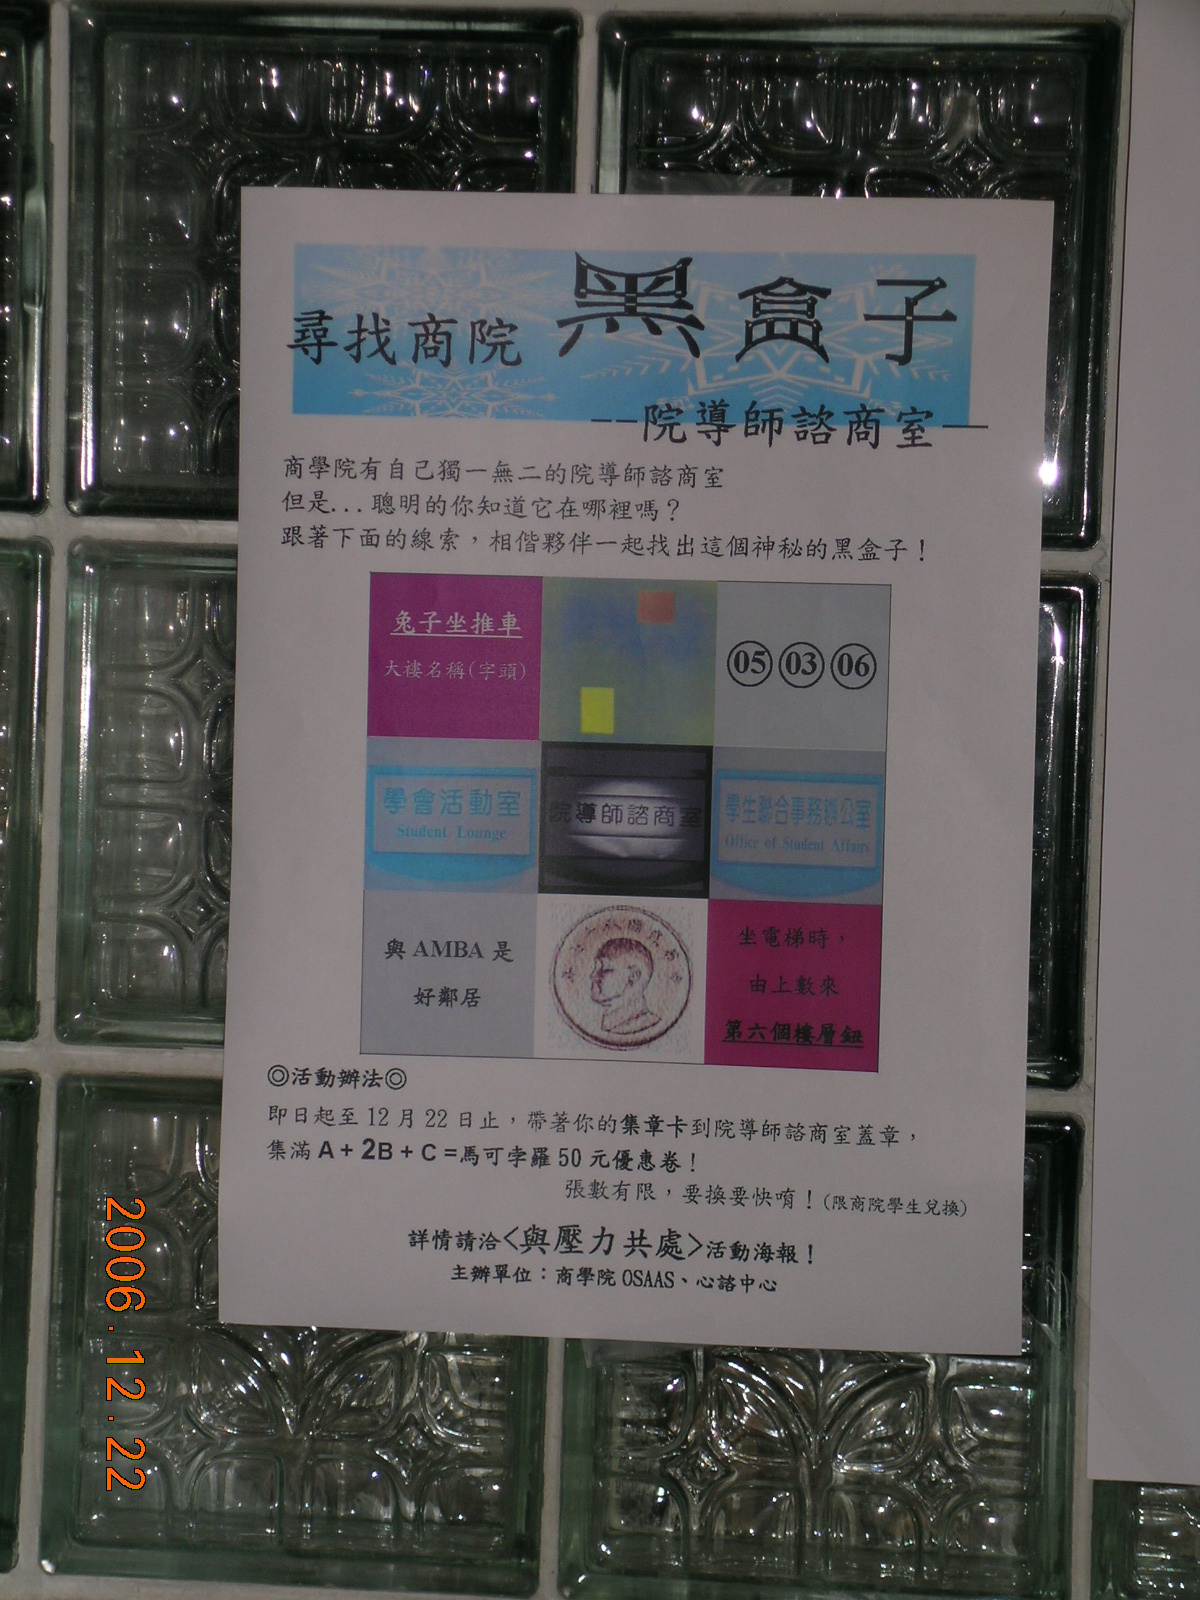 尋找商院 黑盒子
--院導師諮商室—
商學院有自己獨一無二的院導師諮商室
但是...聰明的你知道它在哪裡嗎？
跟著下面的線索，相偕夥伴一起找出這個神秘的黑盒子！
兔子坐推車
大樓名稱(字頭)
05 03 06
學會活動室
Student Lounge
院導師諮商室
學生聯合事務辦公室
Office of Student Affairs
與 AMBA 是
好鄰居
坐電梯時，
由上數來
第六個樓層鈕
◎活動辦法◎
即日起至 12 月 22 日止，帶著你的集章卡到院導師諮商室蓋章，
集滿 A + 2B + C =馬可孛羅 50 元優惠卷！
張數有限，要換要快唷！(限商院學生兌換)
詳情請洽<與壓力共處>活動海報！
主辦單位：商學院 OSAAS、心諮中心
2006.12.22